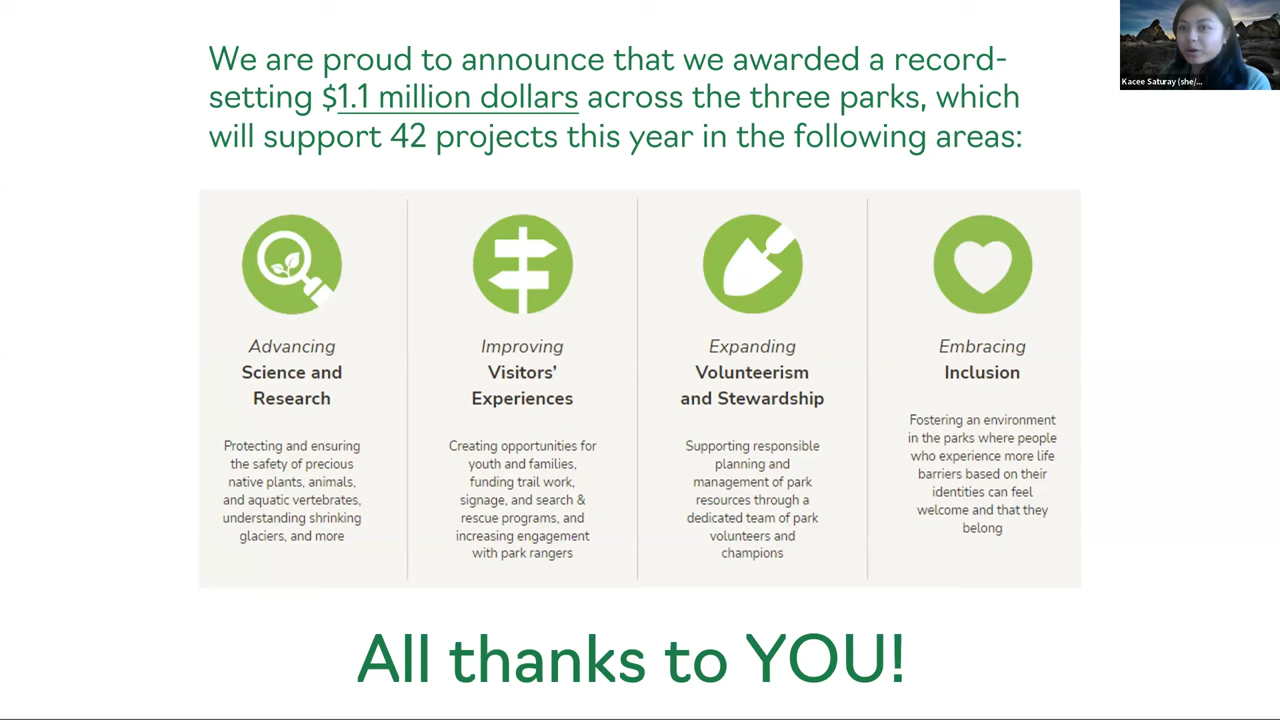 We are proud to announce that we awarded a record-
setting $1.1 million dollars across the three parks, which
will support 42 projects this year in the following areas:
Kacee Saturay (she/...
Advancing
Science and
Research
Protecting and ensuring
the safety of precious
native plants, animals,
and aquatic vertebrates,
understanding shrinking
glaciers, and more
Improving
Visitors’
Experiences
Creating opportunities for
youth and families,
funding trail work,
signage, and search &
rescue programs, and
increasing engagement
with park rangers
Expanding
Volunteerism
and Stewardship
Supporting responsible
planning and
management of park
resources through a
dedicated team of park
volunteers and
champions
Embracing
Inclusion
Fostering an environment
in the parks where people
who experience more life
barriers based on their
identities can feel
welcome and that they
belong
All thanks to YOU!